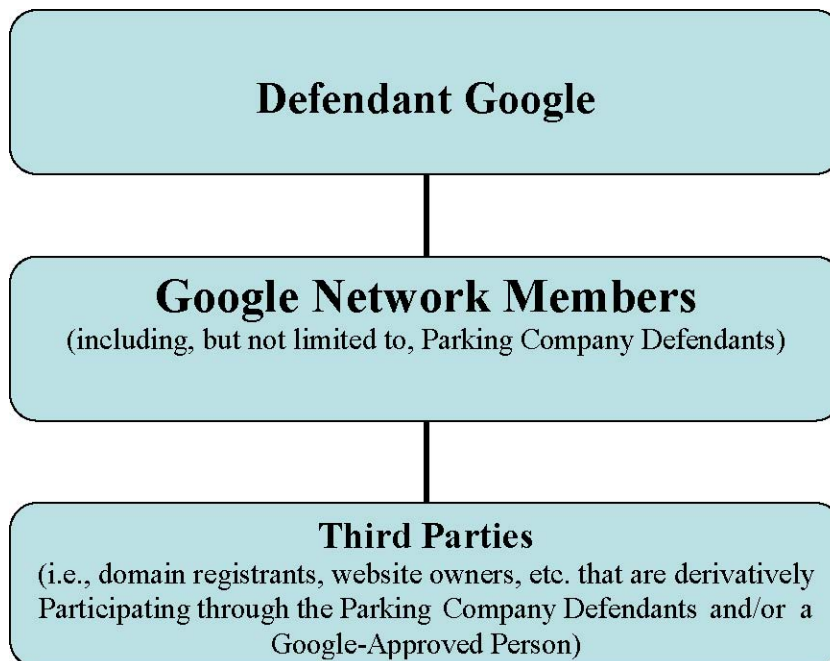 Defendant Google
Google Network Members
(including, but not limited to, Parking Company Defendants)
Third Parties
(i.e., domain registrants, website owners, etc. that are derivatively
Participating through the Parking Company Defendants and/or a
Google-Approved Person)